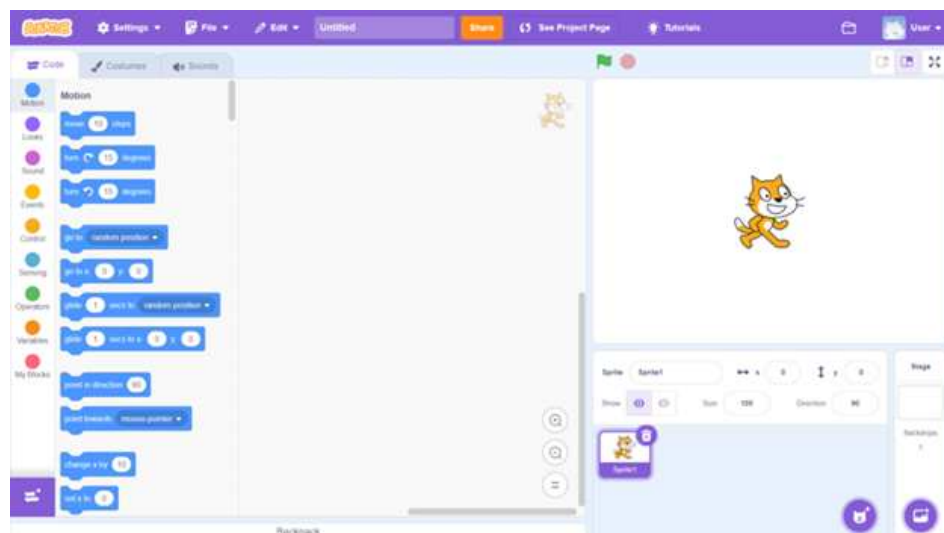 SCRATCH Settings File Edit Untitled Share See Project Page Tutorials User
Code Costumes Sounds
Motion
Looks
Sound
Events
Control
Sensing
Operators
Variables
My Blocks
Motion
move 10 steps
turn 15 degrees
turn 15 degrees
go to random position
go to x: 0 y: 0
glide 1 secs to random position
glide 1 secs to x: 0 y: 0
point in direction 90
point towards mouse-pointer
change x by 10
set x to 0
Backpack
Sprite Sprite1 x 0 y 0
Show Size 100 Direction 90
Sprite1
Stage
Backdrops
1